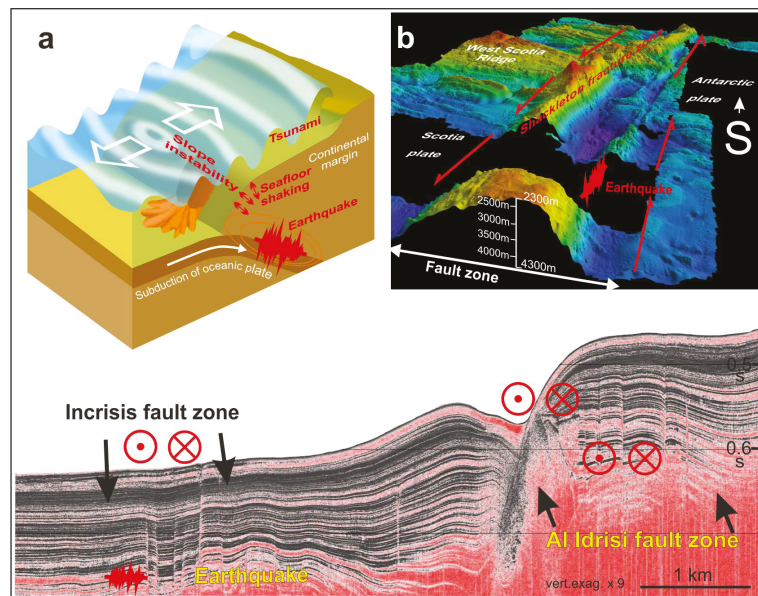 a
Tsunami
Continental
margin
Slope
instability
Seafloor
shaking
Earthquake
Subduction of oceanic plate
b
West Scotia
Ridge
Shackleton fracture zone
Antarctic
plate
S
Scotia
plate
Earthquake
2500m
2300m
3000m
3500m
4000m
4300m
Fault zone
Incrisis fault zone
0.5
s
0.6
s
Al Idrisi fault zone
Earthquake
vert.exag. x 9
1 km